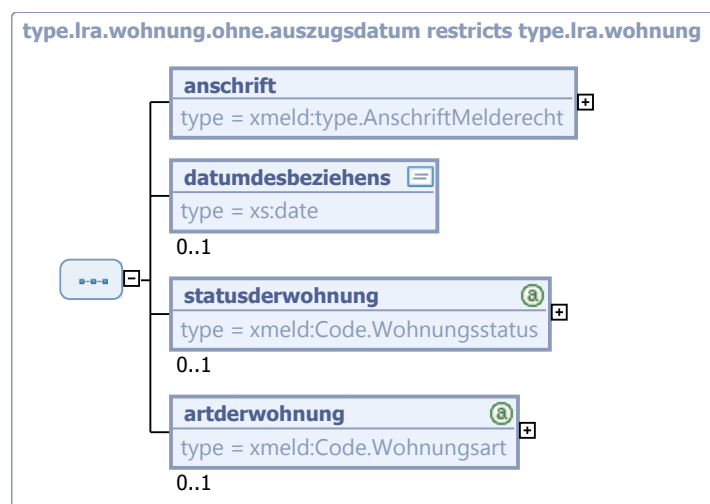 type.lra.wohnung.ohne.auszugsdatum restricts type.lra.wohnung
anschrift
type = xmeld:type.AnschriftMelderecht
datumdesbeziehens
type = xs:date
0..1
statusderwohnung
type = xmeld:Code.Wohnungsstatus
0..1
artderwohnung
type = xmeld:Code.Wohnungsart
0..1